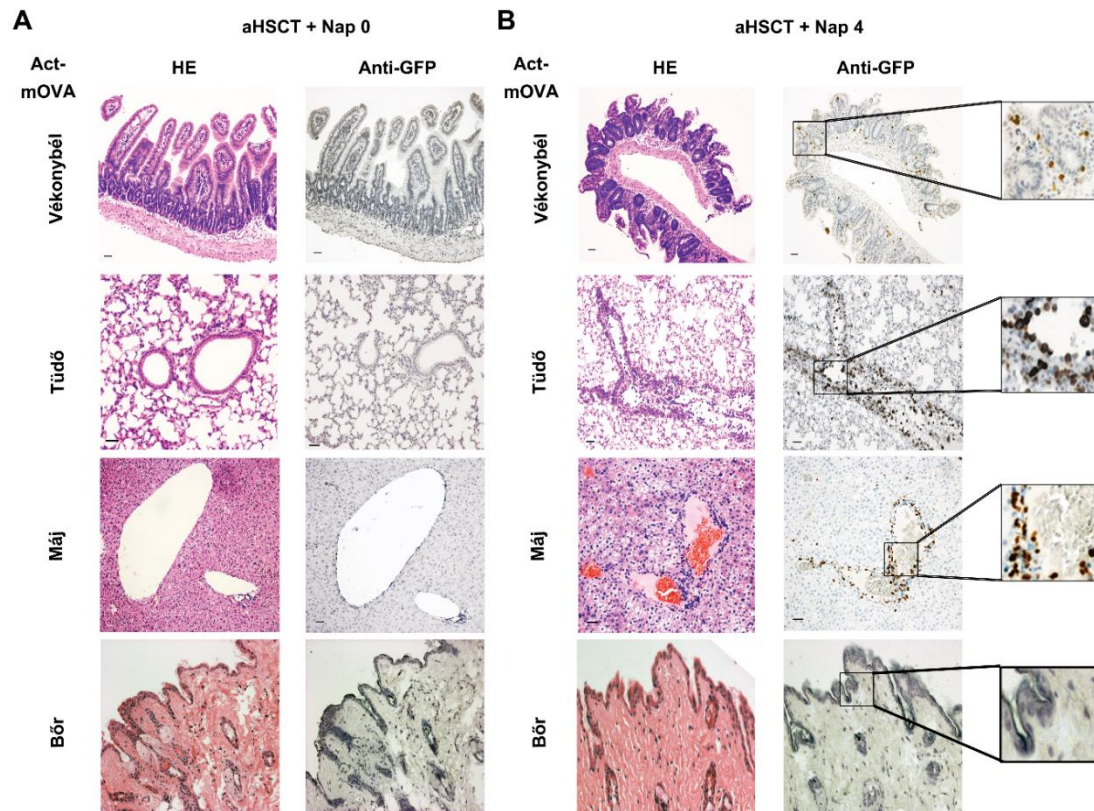 A
B
aHSCT + Nap 0
aHSCT + Nap 4
Act-
mOVA
HE
Anti-GFP
Act-
mOVA
HE
Anti-GFP
Vékonybél
Vékonybél
Tüdő
Tüdő
Máj
Máj
Bőr
Bőr